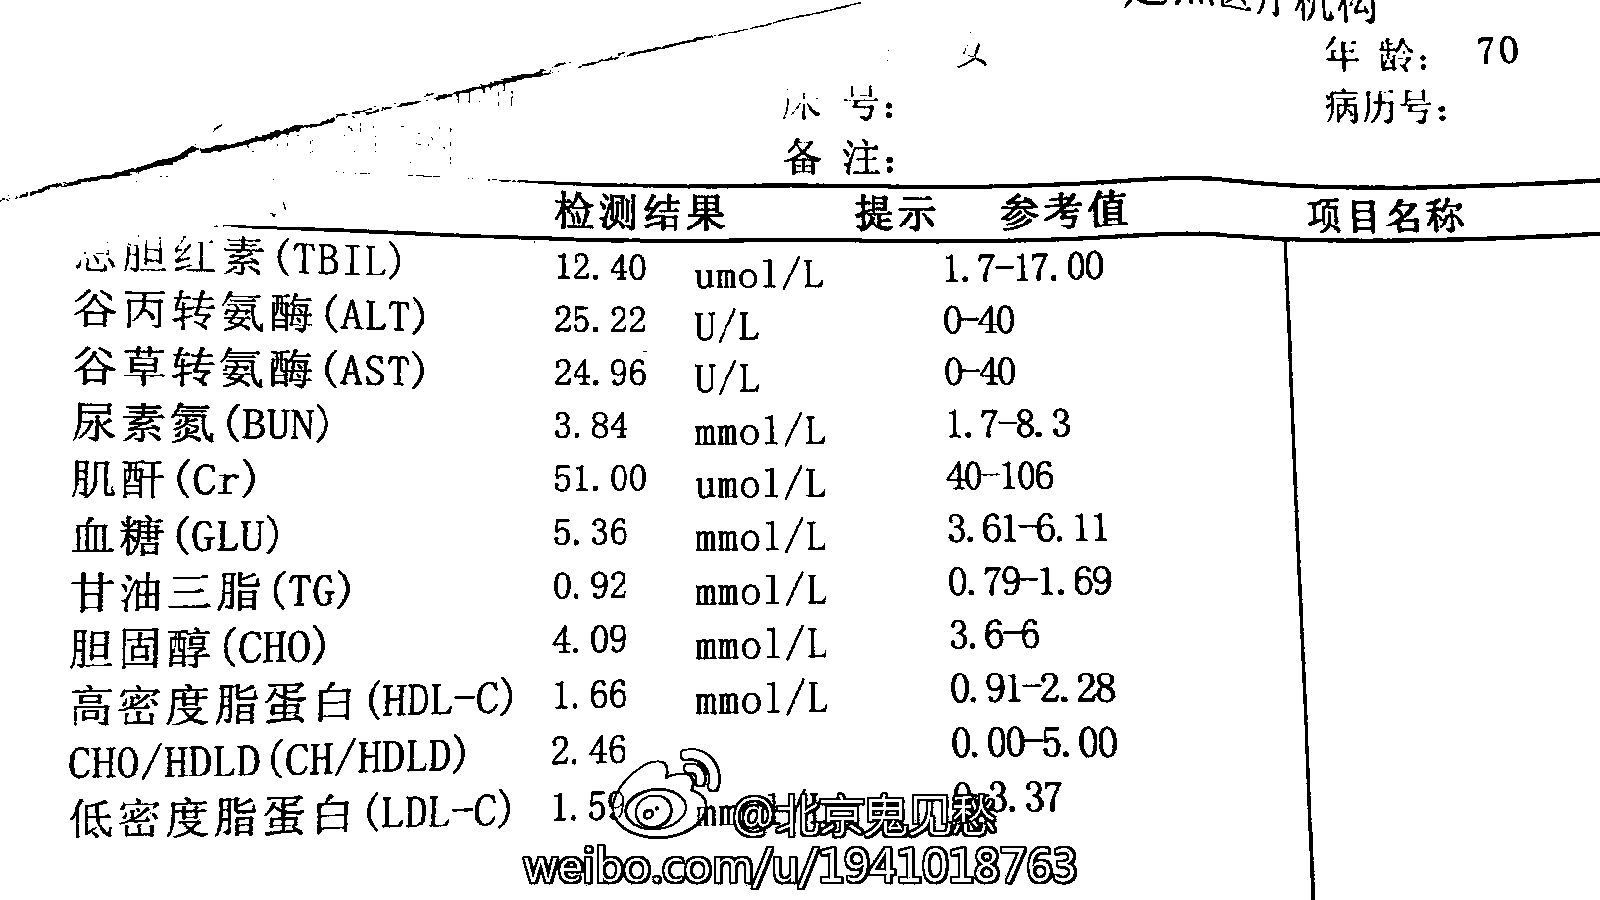 医疗机构
女
年 龄: 70
号:
病历号:
备 注:
检测结果 提示 参考值 项目名称
总胆红素(TBIL) 12.40 umol/L 1.7-17.00
谷丙转氨酶(ALT) 25.22 U/L 0-40
谷草转氨酶(AST) 24.96 U/L 0-40
尿素氮(BUN) 3.84 mmol/L 1.7-8.3
肌酐(Cr) 51.00 umol/L 40-106
血糖(GLU) 5.36 mmol/L 3.61-6.11
甘油三脂(TG) 0.92 mmol/L 0.79-1.69
胆固醇(CHO) 4.09 mmol/L 3.6-6
高密度脂蛋白(HDL-C) 1.66 mmol/L 0.91-2.28
CHO/HDLD(CH/HDLD) 2.46 0.00-5.00
低密度脂蛋白(LDL-C) 1.59 mmol/L 0-3.37
@北京鬼见愁
weibo.com/u/1941018763